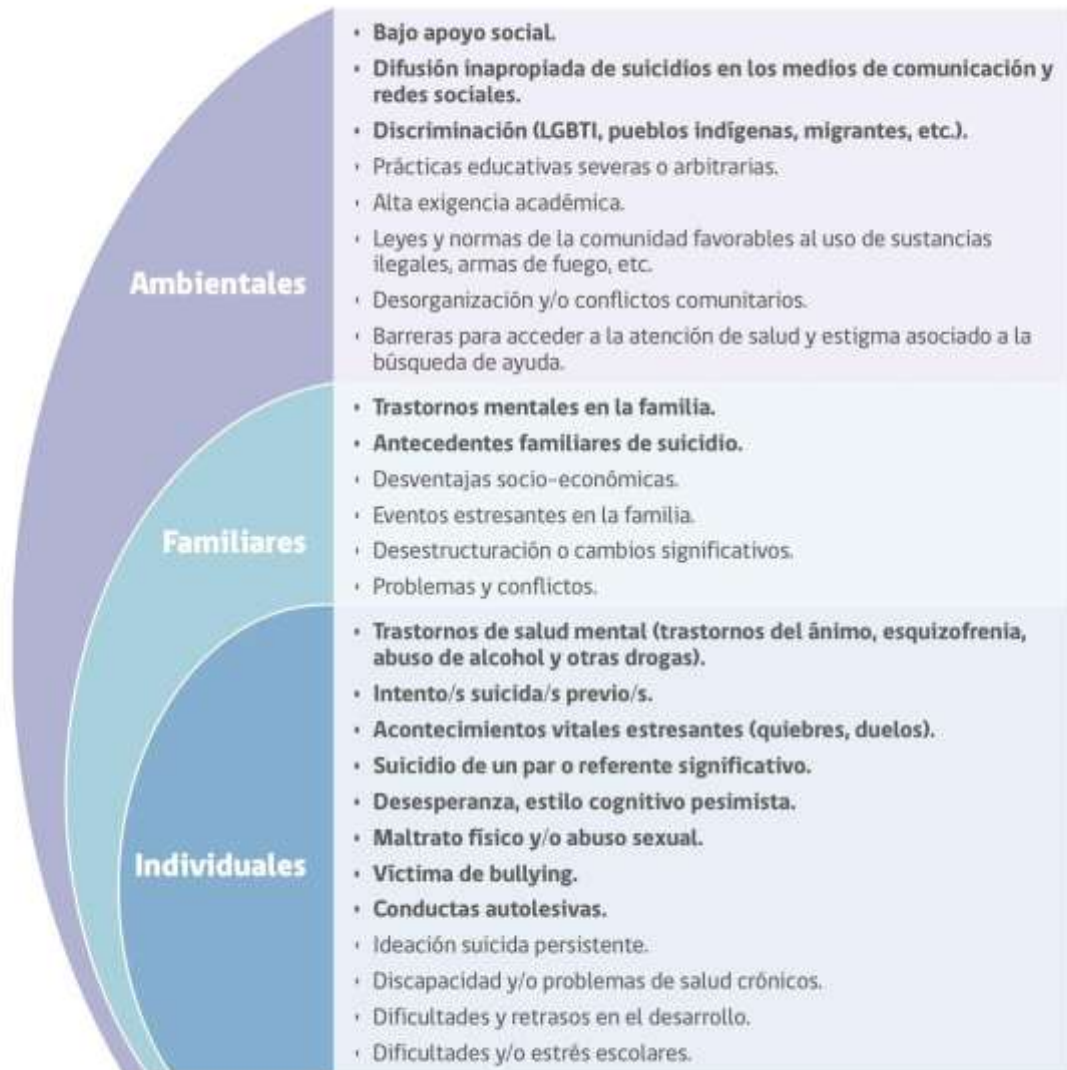 • Bajo apoyo social.
• Difusión inapropiada de suicidios en los medios de comunicación y
redes sociales.
• Discriminación (LGBTI, pueblos indígenas, migrantes, etc.).
• Prácticas educativas severas o arbitrarias.
• Alta exigencia académica.
• Leyes y normas de la comunidad favorables al uso de sustancias
ilegales, armas de fuego, etc.
Ambientales
• Desorganización y/o conflictos comunitarios.
• Barreras para acceder a la atención de salud y estigma asociado a la
búsqueda de ayuda.
• Trastornos mentales en la familia.
• Antecedentes familiares de suicidio.
• Desventajas socio-económicas.
• Eventos estresantes en la familia.
Familiares
• Desestructuración o cambios significativos.
• Problemas y conflictos.
• Trastornos de salud mental (trastornos del ánimo, esquizofrenia,
abuso de alcohol y otras drogas).
• Intento/s suicida/s previo/s.
• Acontecimientos vitales estresantes (quiebres, duelos).
• Suicidio de un par o referente significativo.
• Desesperanza, estilo cognitivo pesimista.
• Maltrato físico y/o abuso sexual.
Individuales
• Víctima de bullying.
• Conductas autolesivas.
• Ideación suicida persistente.
• Discapacidad y/o problemas de salud crónicos.
• Dificultades y retrasos en el desarrollo.
• Dificultades y/o estrés escolares.